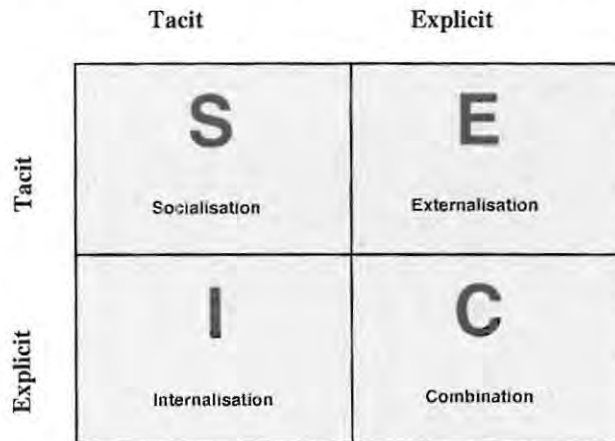 Tacit Explicit
Tacit
S E
Socialisation Externalisation
Explicit
I C
Internalisation Combination